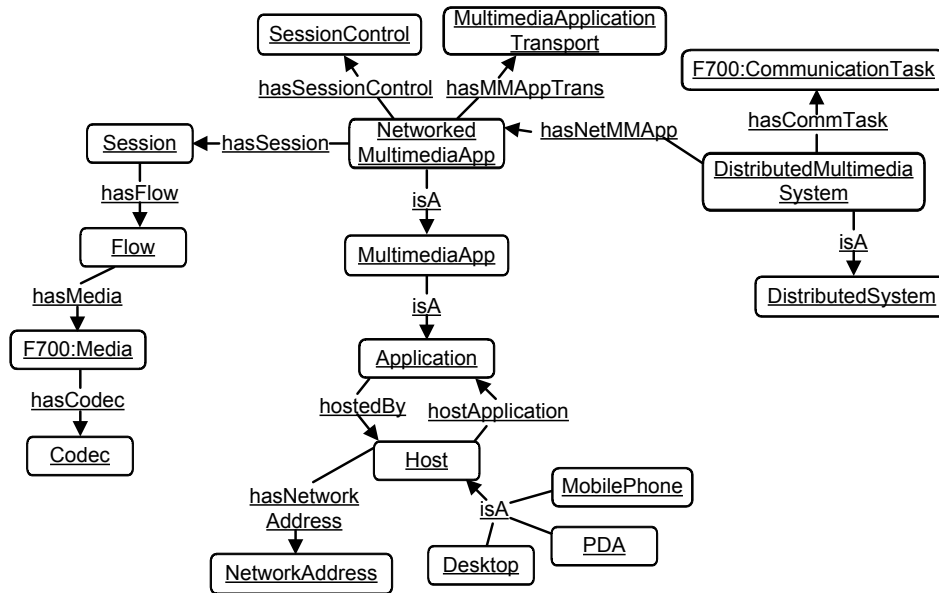 SessionControl
MultimediaApplication
Transport
F700:CommunicationTask
hasSessionControl
hasMMAppTrans
hasCommTask
Session
hasSession
Networked
MultimediaApp
hasNetMMApp
DistributedMultimedia
System
hasFlow
isA
isA
Flow
MultimediaApp
hasMedia
isA
DistributedSystem
F700:Media
Application
hasCodec
hostedBy
hostApplication
Codec
Host
hasNetwork
Address
isA
MobilePhone
PDA
Desktop
NetworkAddress